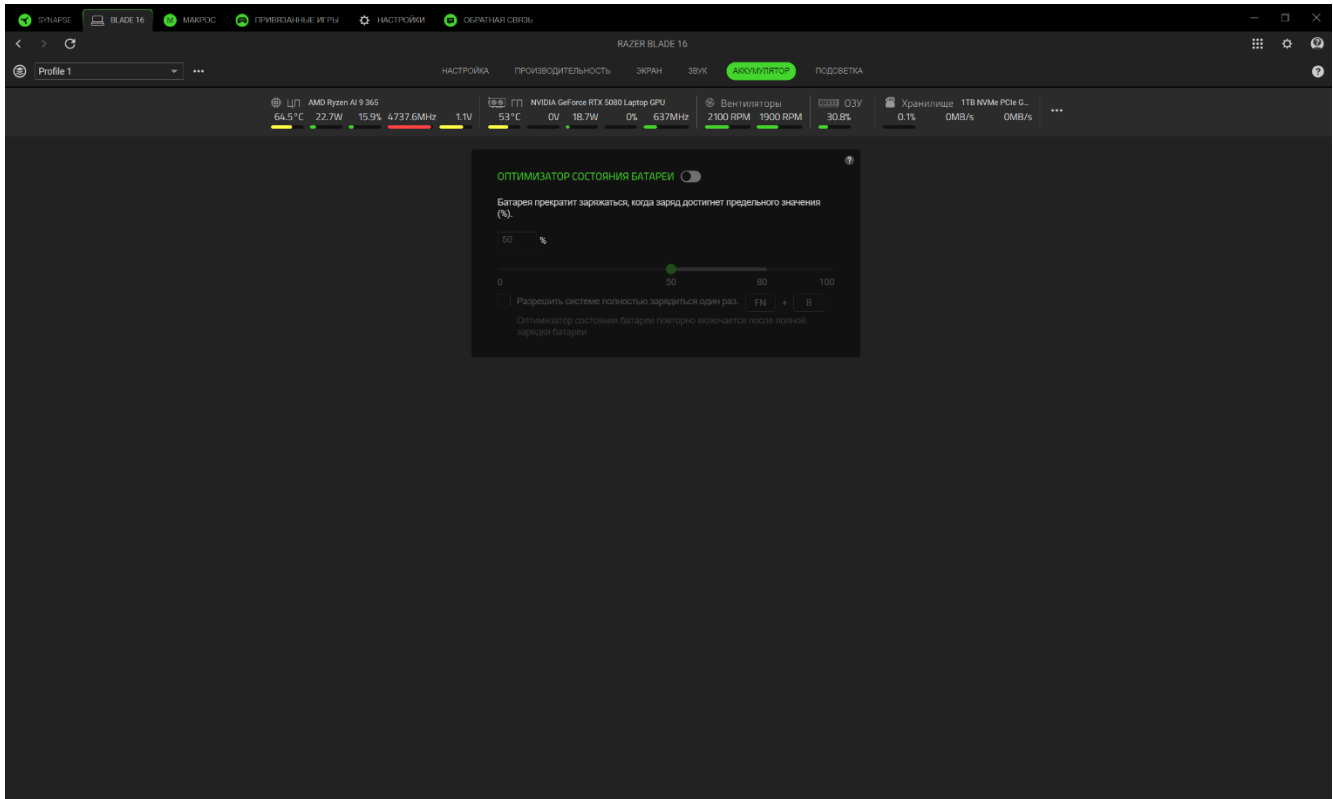 SYNAPSE BLADE 16 МАКРОС ПРИВЯЗАННЫЕ ИГРЫ НАСТРОЙКИ ОБРАТНАЯ СВЯЗЬ
RAZER BLADE 16
Profile 1 НАСТРОЙКА ПРОИЗВОДИТЕЛЬНОСТЬ ЭКРАН ЗВУК АККУМУЛЯТОР ПОДСВЕТКА
ЦП AMD Ryzen AI 9 365 ГП NVIDIA GeForce RTX 5080 Laptop GPU Вентиляторы ОЗУ Хранилище 1TB NVMe PCIe G...
64.5°C 22.7W 15.9% 4737.6MHz 1.1V 53°C 0V 18.7W 0% 637MHz 2100 RPM 1900 RPM 30.8% 0.1% 0MB/s 0MB/s
ОПТИМИЗАТОР СОСТОЯНИЯ БАТАРЕИ
Батарея прекратит заряжаться, когда заряд достигнет предельного значения
(%).
50 %
0 50 80 100
Разрешить системе полностью зарядиться один раз. FN + B
Оптимизатор состояния батареи повторно включается после полной
зарядки батареи